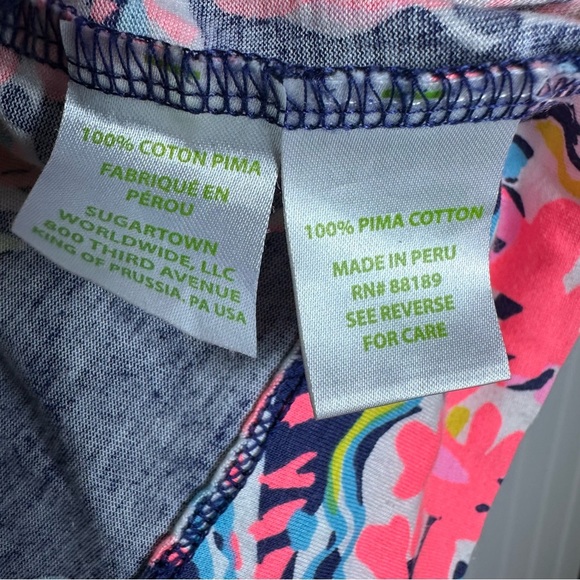 100% COTON PIMA
FABRIQUÉ EN
PÉROU
SUGARTOWN
WORLDWIDE, LLC
800 THIRD AVENUE
KING OF PRUSSIA, PA USA
100% PIMA COTTON
MADE IN PERU
RN# 88189
SEE REVERSE
FOR CARE